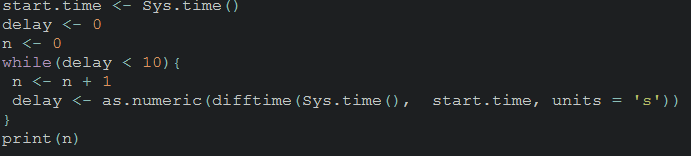 start.time <- Sys.time()
delay <- 0
n <- 0
while(delay < 10){
 n <- n + 1
 delay <- as.numeric(difftime(Sys.time(),  start.time, units = 's'))
}
print(n)